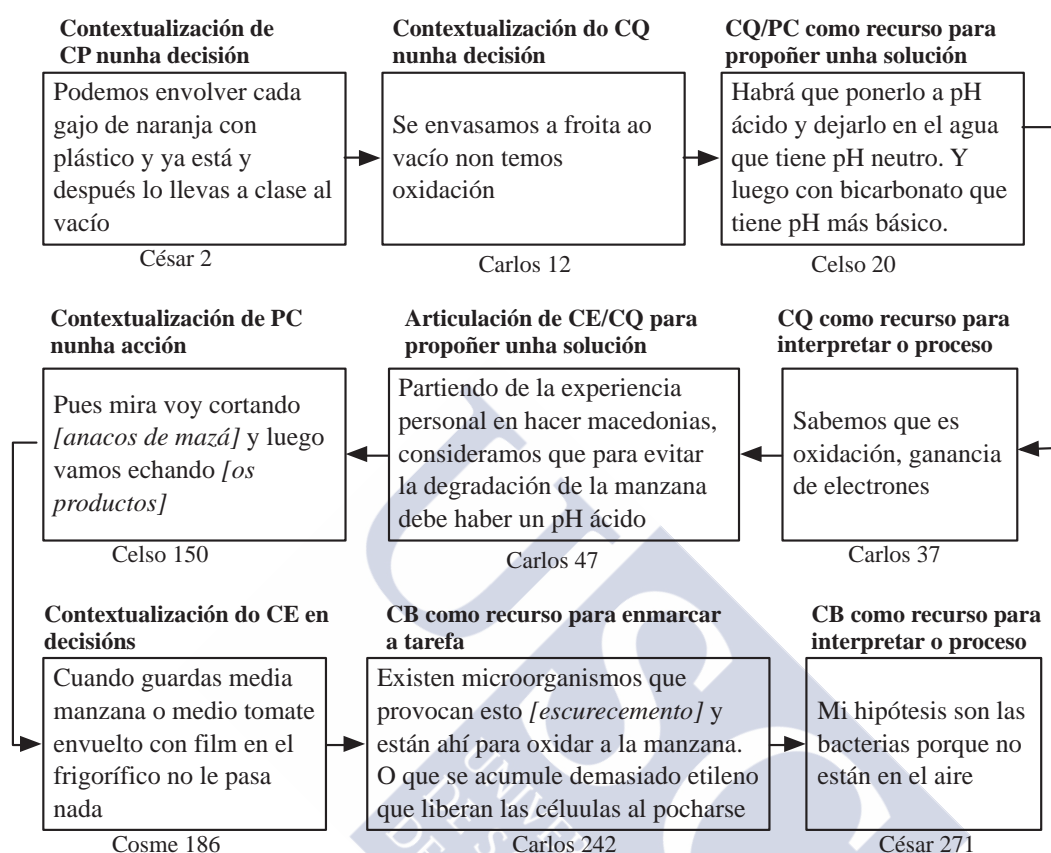 Contextualización de
CP nunha decisión
Podemos envolver cada
gajo de naranja con
plástico y ya está y
después lo llevas a clase al
vacío
César 2
Contextualización do CQ
nunha decisión
Se envasamos a froita ao
vacío non temos
oxidación
Carlos 12
CQ/PC como recurso para
propoñer unha solución
Habrá que ponerlo a pH
ácido y dejarlo en el agua
que tiene pH neutro. Y
luego con bicarbonato que
tiene pH más básico.
Celso 20
CQ como recurso para
interpretar o proceso
Sabemos que es
oxidación, ganancia
de electrones
Carlos 37
Articulación de CE/CQ para
propoñer unha solución
Partiendo de la experiencia
personal en hacer macedonias,
consideramos que para evitar
la degradación de la manzana
debe haber un pH ácido
Carlos 47
Contextualización de PC
nunha acción
Pues mira voy cortando
[anacos de mazá] y luego
vamos echando [os
productos]
Celso 150
Contextualización do CE en
decisións
Cuando guardas media
manzana o medio tomate
envuelto con film en el
frigorífico no le pasa
nada
Cosme 186
CB como recurso para enmarcar
a tarefa
Existen microorganismos que
provocan esto [escurecemento] y
están ahí para oxidar a la manzana.
O que se acumule demasiado etileno
que liberan las céluulas al pocharse
Carlos 242
CB como recurso para
interpretar o proceso
Mi hipótesis son las
bacterias porque no
están en el aire
César 271
USC